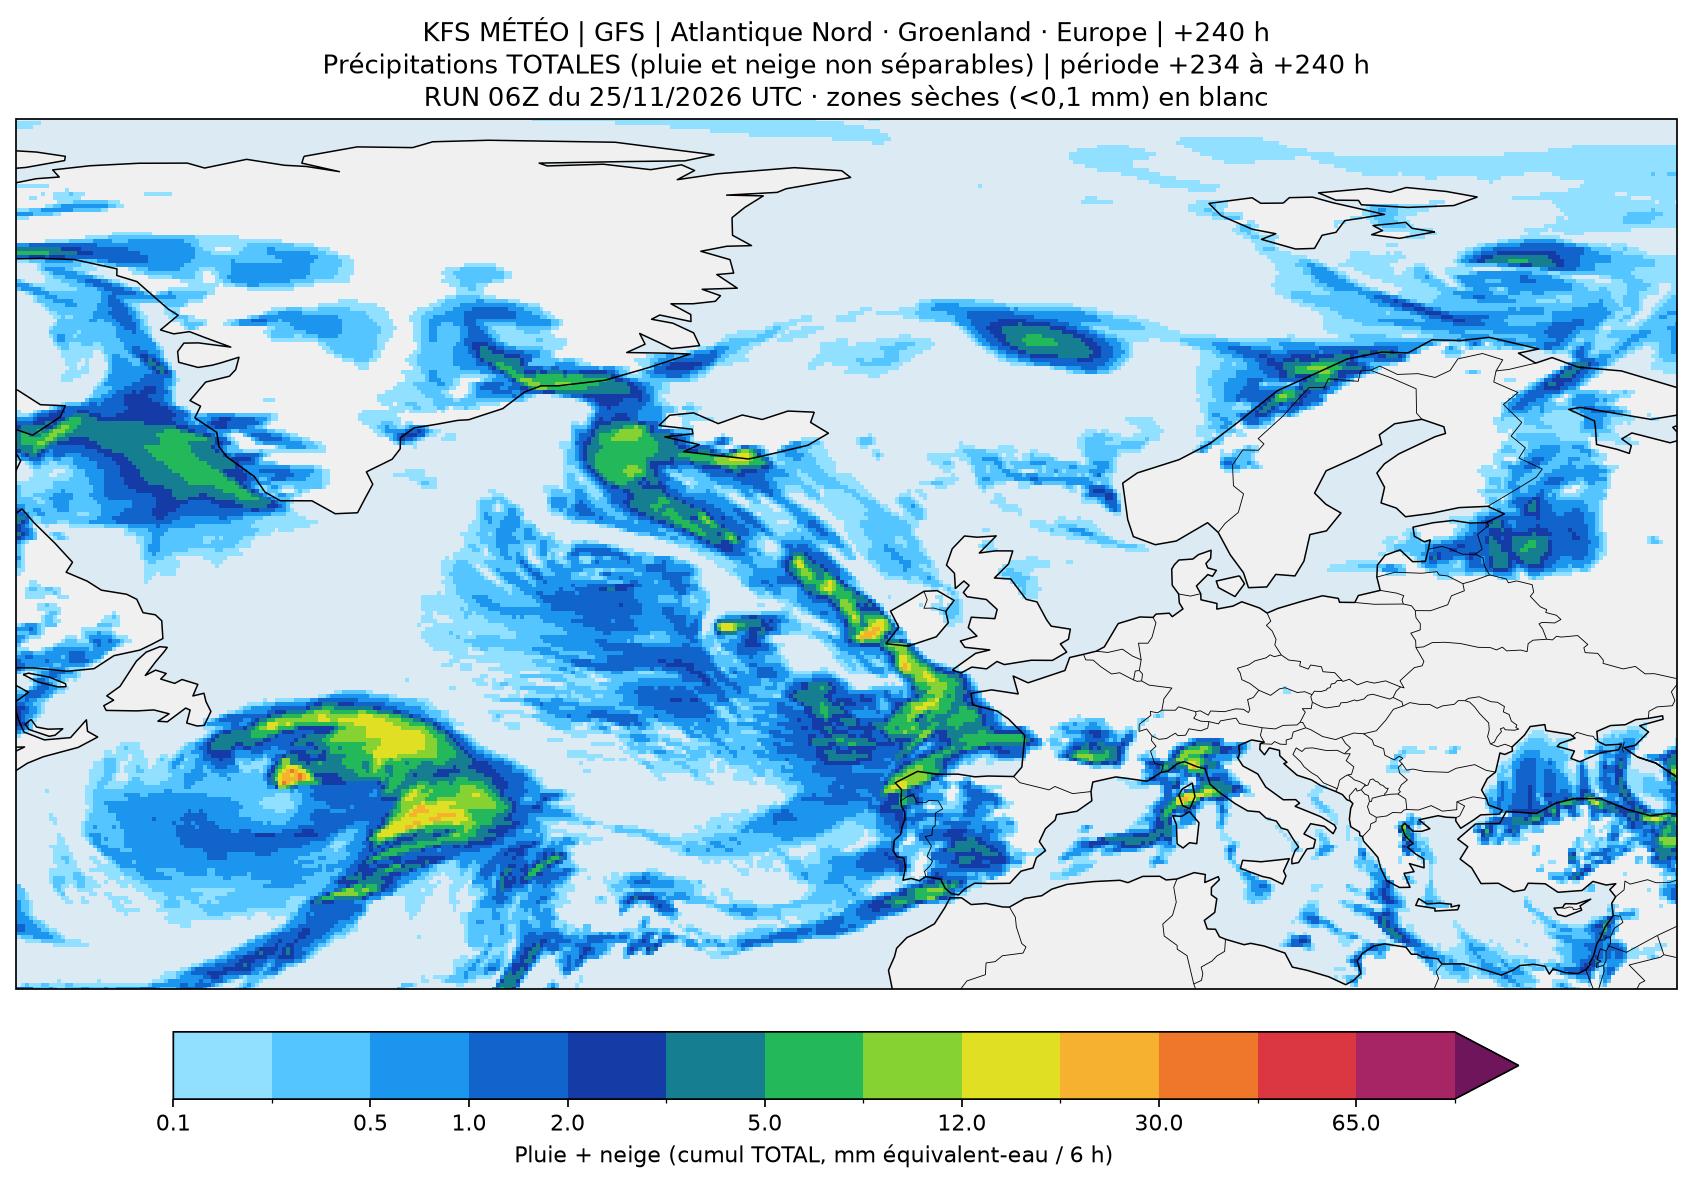 KFS MÉTÉO | GFS | Atlantique Nord · Groenland · Europe | +240 h
Précipitations TOTALES (pluie et neige non séparables) | période +234 à +240 h
RUN 06Z du 25/11/2026 UTC · zones sèches (<0,1 mm) en blanc
0.1 0.5 1.0 2.0 5.0 12.0 30.0 65.0
Pluie + neige (cumul TOTAL, mm équivalent-eau / 6 h)